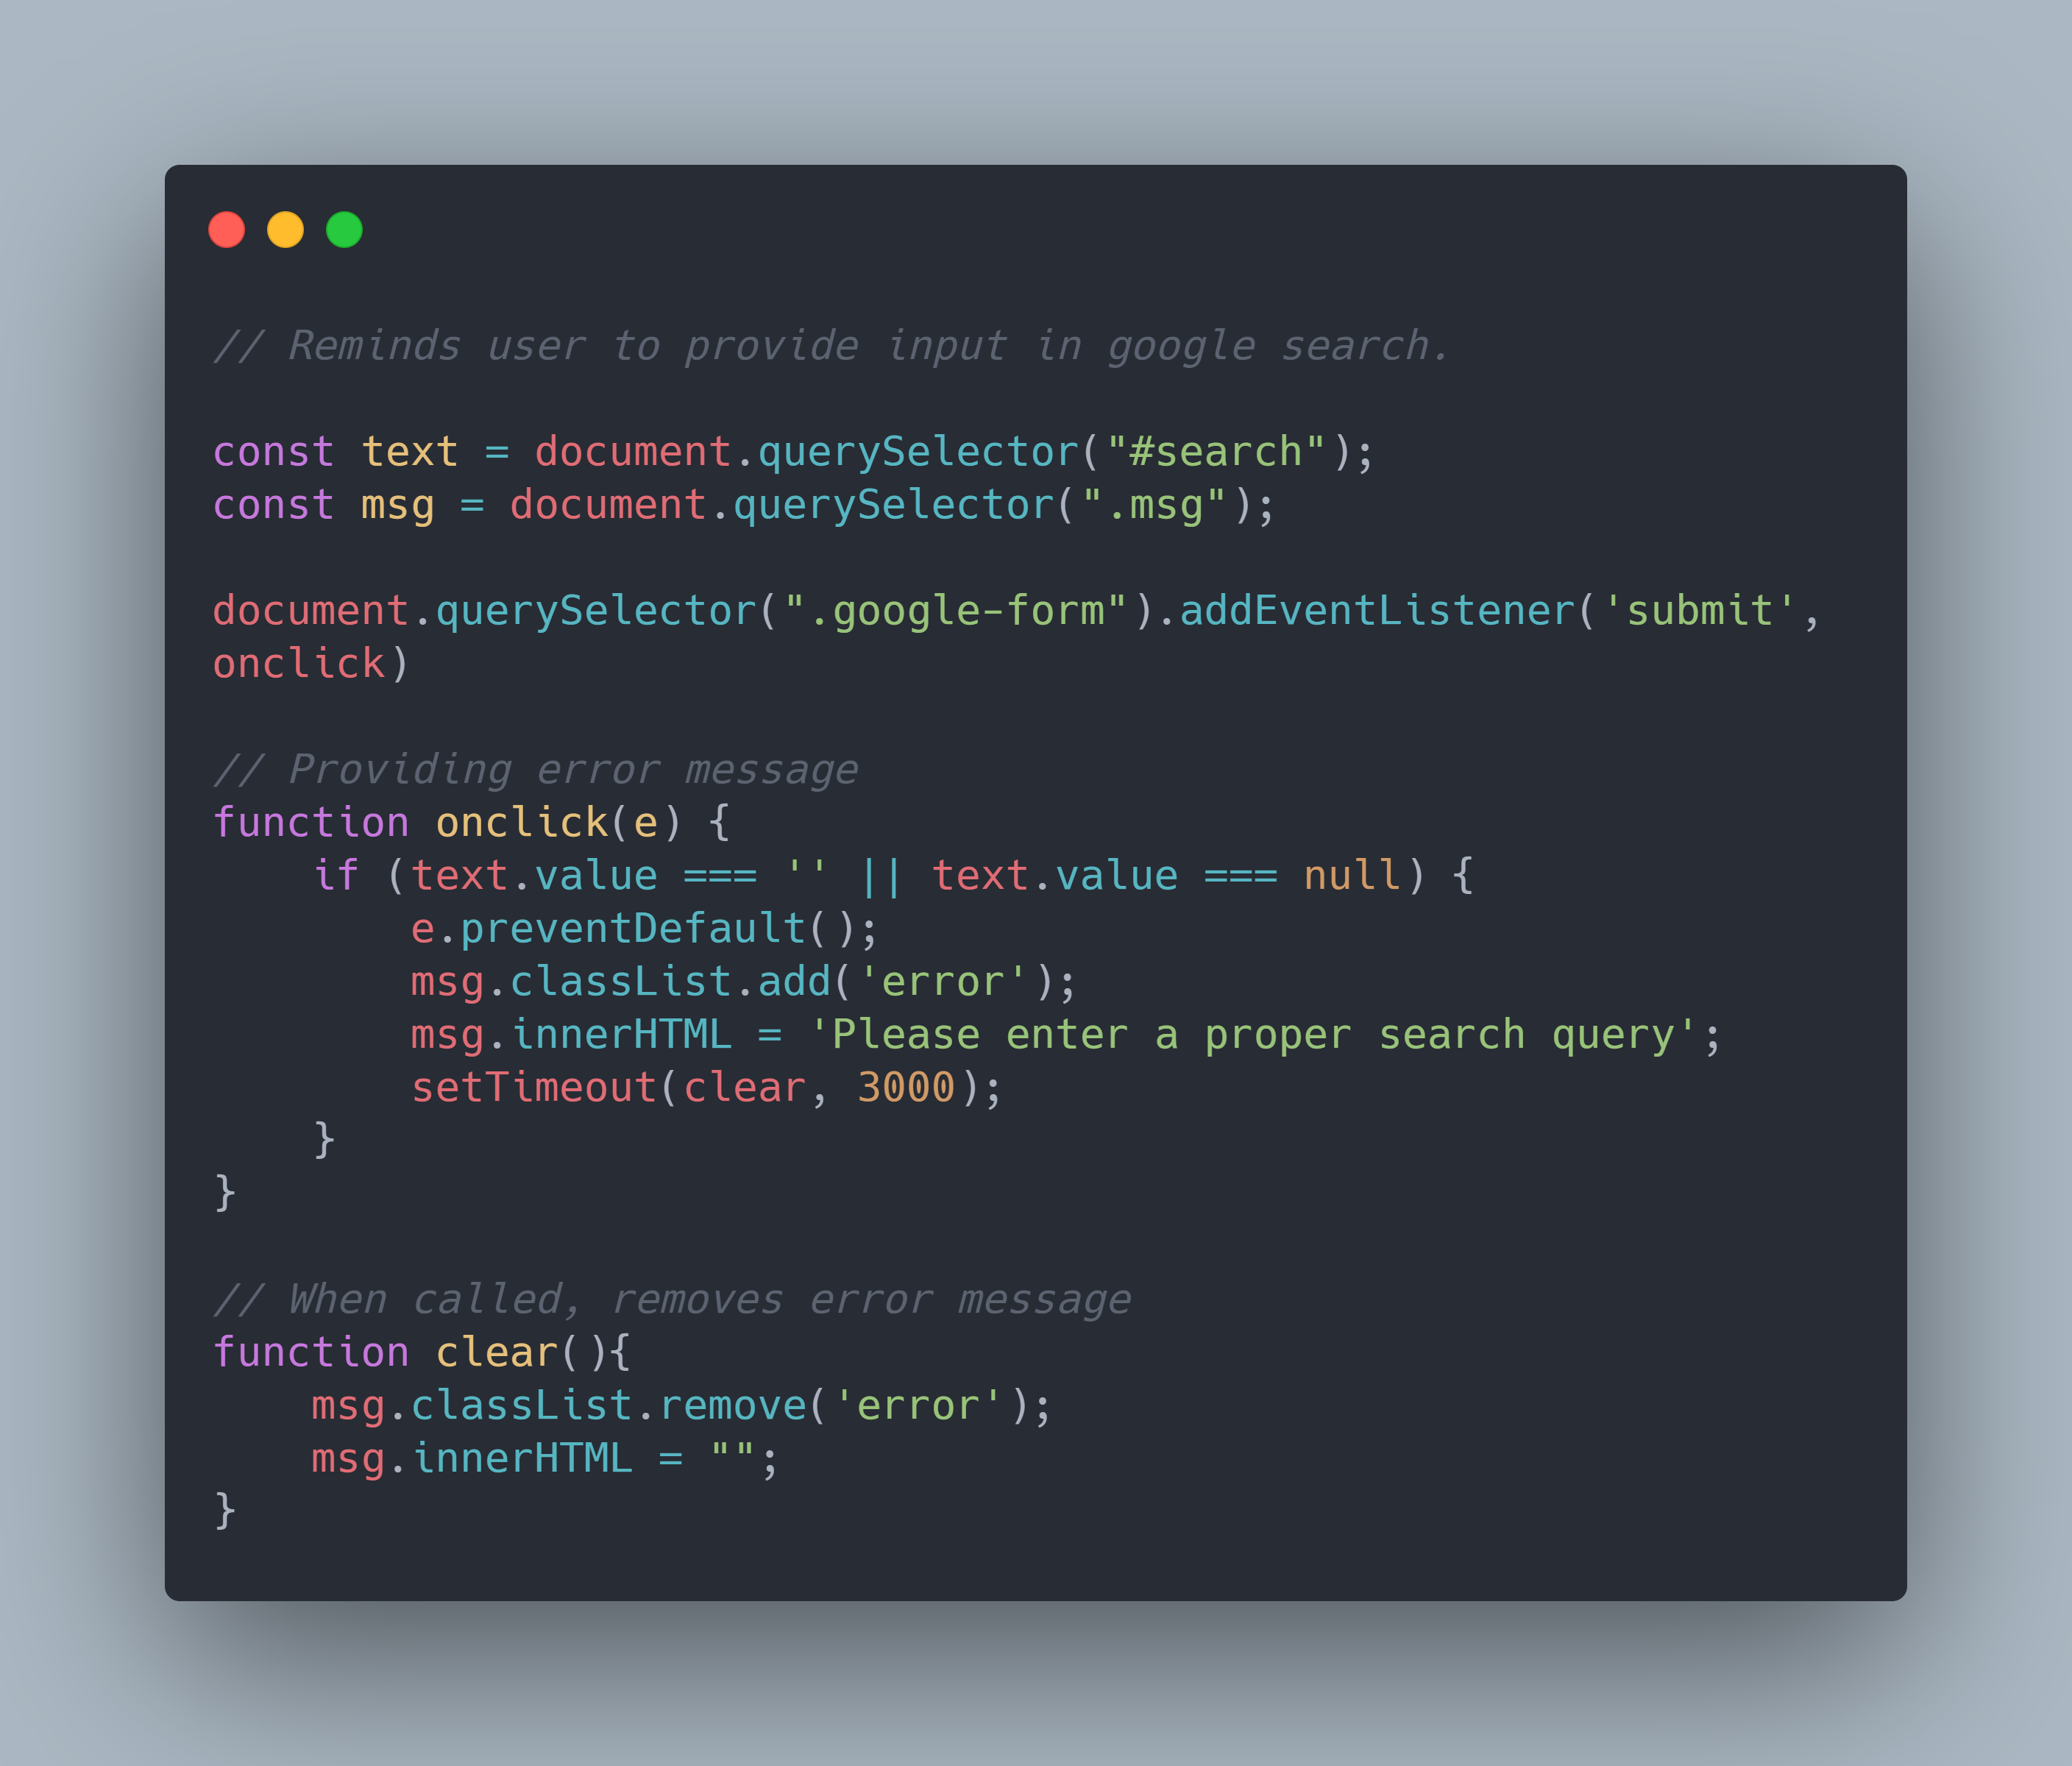 // Reminds user to provide input in google search.

const text = document.querySelector("#search");
const msg = document.querySelector(".msg");

document.querySelector(".google-form").addEventListener('submit',
onclick)

// Providing error message
function onclick(e) {
    if (text.value === '' || text.value === null) {
        e.preventDefault();
        msg.classList.add('error');
        msg.innerHTML = 'Please enter a proper search query';
        setTimeout(clear, 3000);
    }
}

// When called, removes error message
function clear(){
    msg.classList.remove('error');
    msg.innerHTML = "";
}